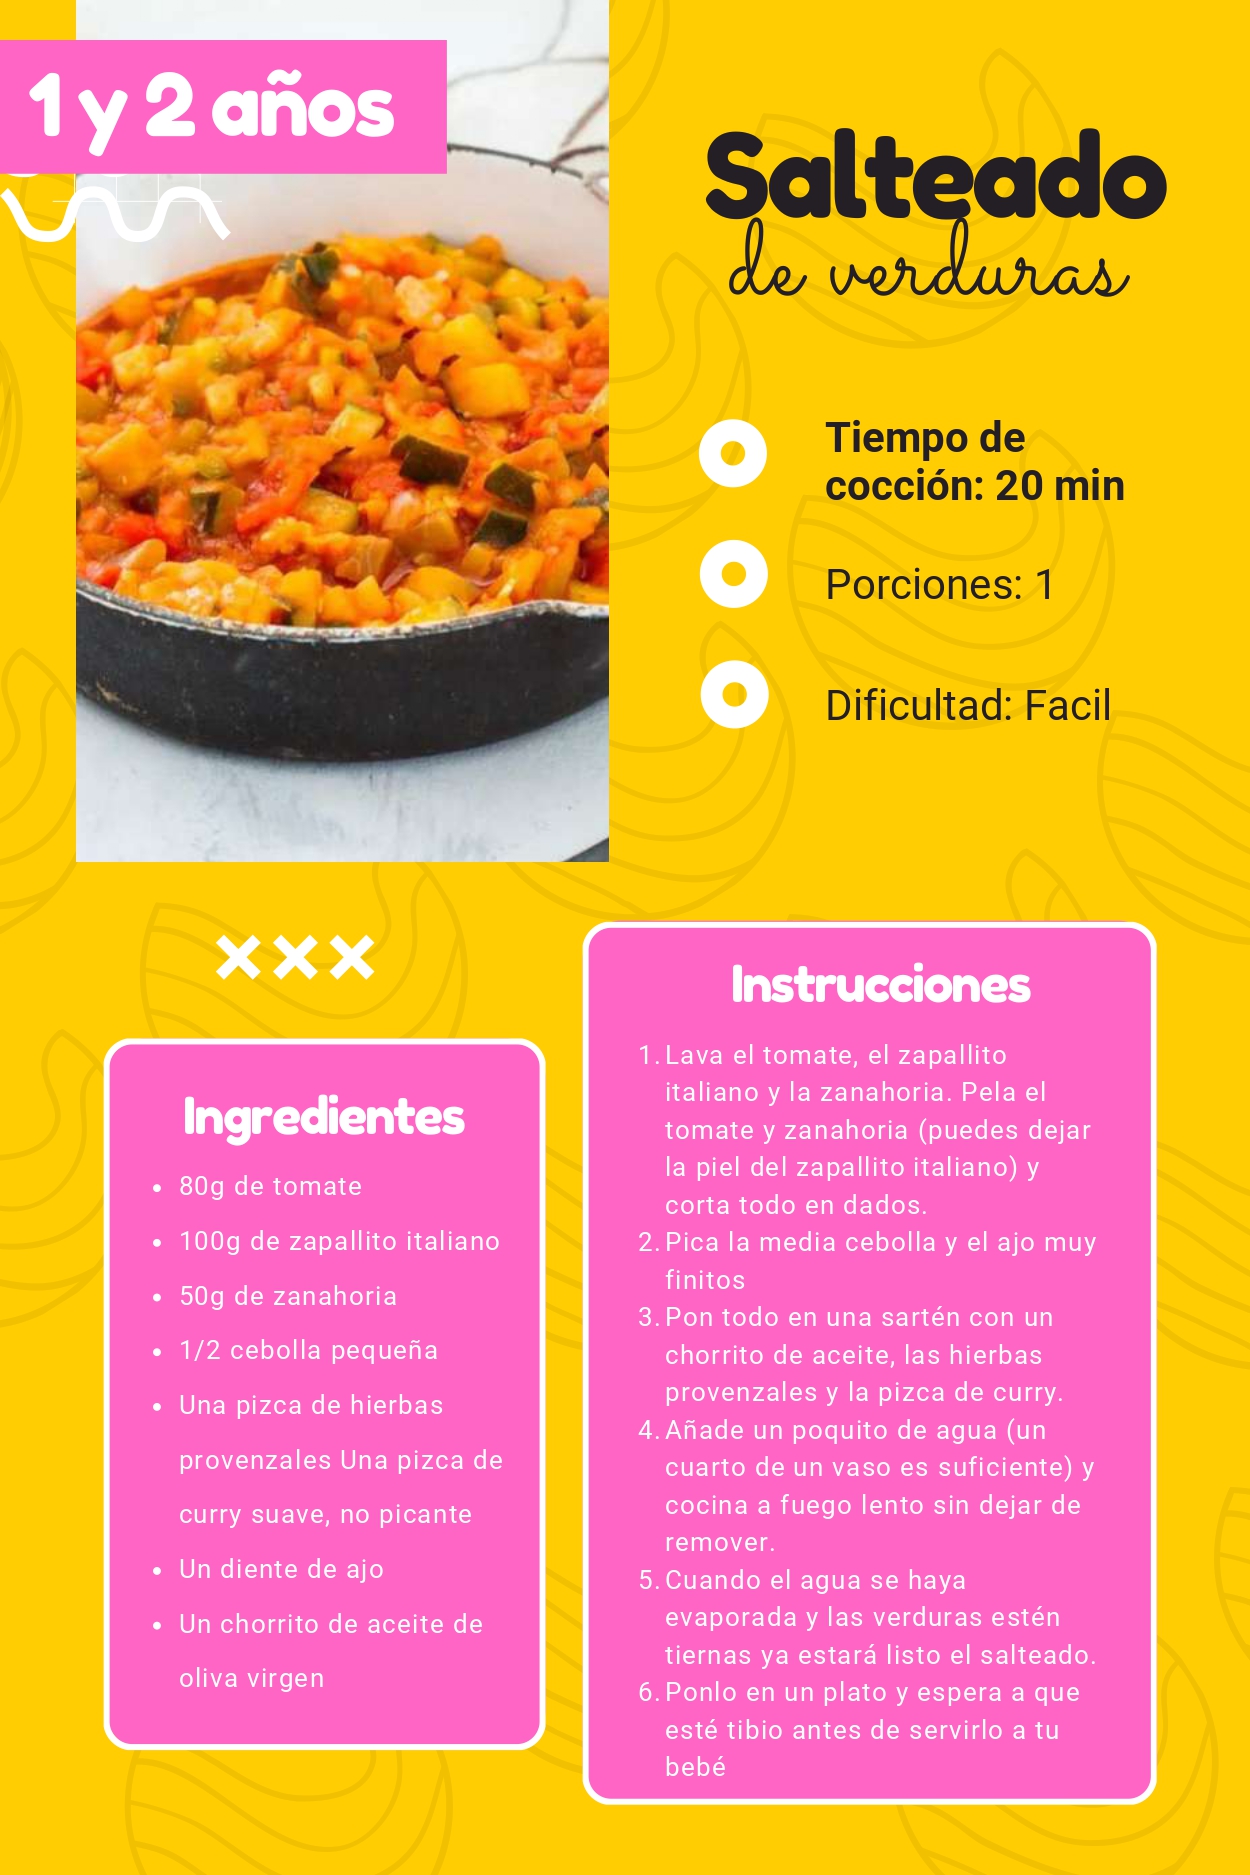 1 y 2 años
Salteado
de verduras
Tiempo de
cocción: 20 min
Porciones: 1
Dificultad: Facil
Ingredientes
• 80g de tomate
• 100g de zapallito italiano
• 50g de zanahoria
• 1/2 cebolla pequeña
• Una pizca de hierbas
provenzales Una pizca de
curry suave, no picante
• Un diente de ajo
• Un chorrito de aceite de
oliva virgen
Instrucciones
1. Lava el tomate, el zapallito
italiano y la zanahoria. Pela el
tomate y zanahoria (puedes dejar
la piel del zapallito italiano) y
corta todo en dados.
2. Pica la media cebolla y el ajo muy
finitos
3. Pon todo en una sartén con un
chorrito de aceite, las hierbas
provenzales y la pizca de curry.
4. Añade un poquito de agua (un
cuarto de un vaso es suficiente) y
cocina a fuego lento sin dejar de
remover.
5. Cuando el agua se haya
evaporada y las verduras estén
tiernas ya estará listo el salteado.
6. Ponlo en un plato y espera a que
esté tibio antes de servirlo a tu
bebé